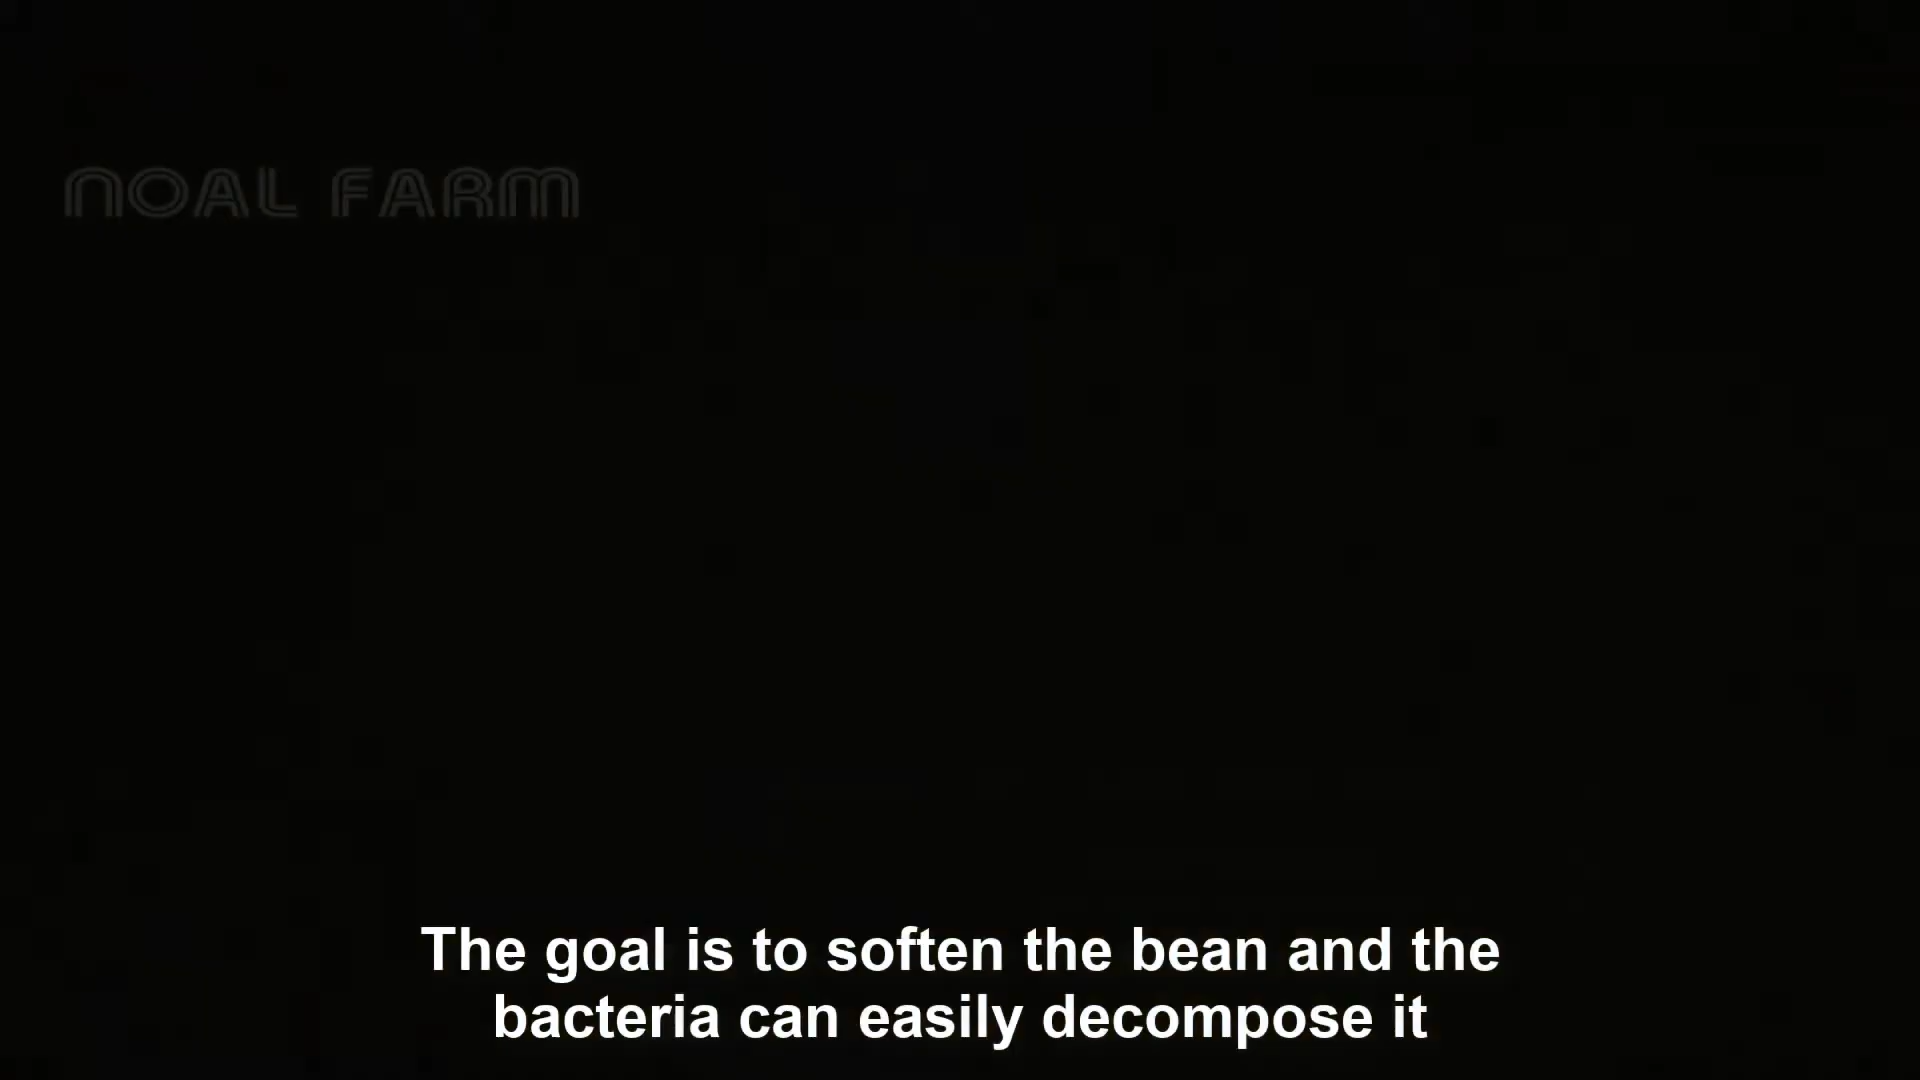 NOAL FARM
The goal is to soften the bean and the
bacteria can easily decompose it